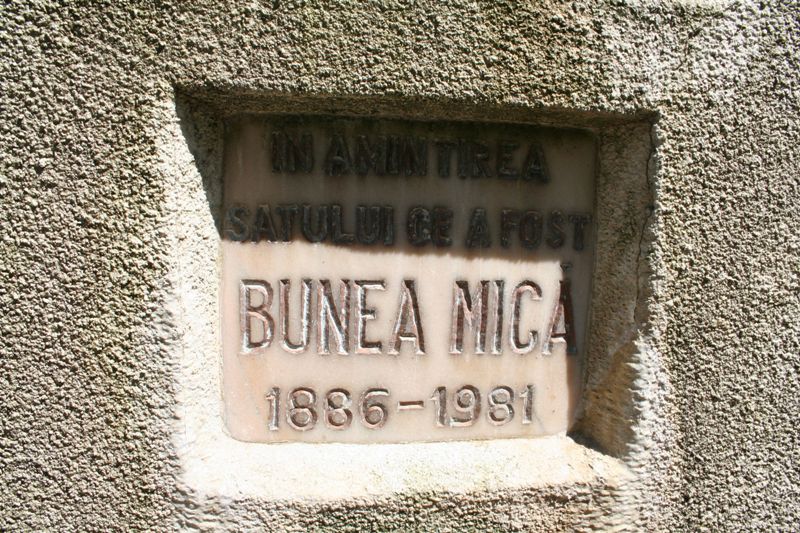 IN AMINTIREA
SATULUI CE A FOST
BUNEA MICĂ
1886-1981